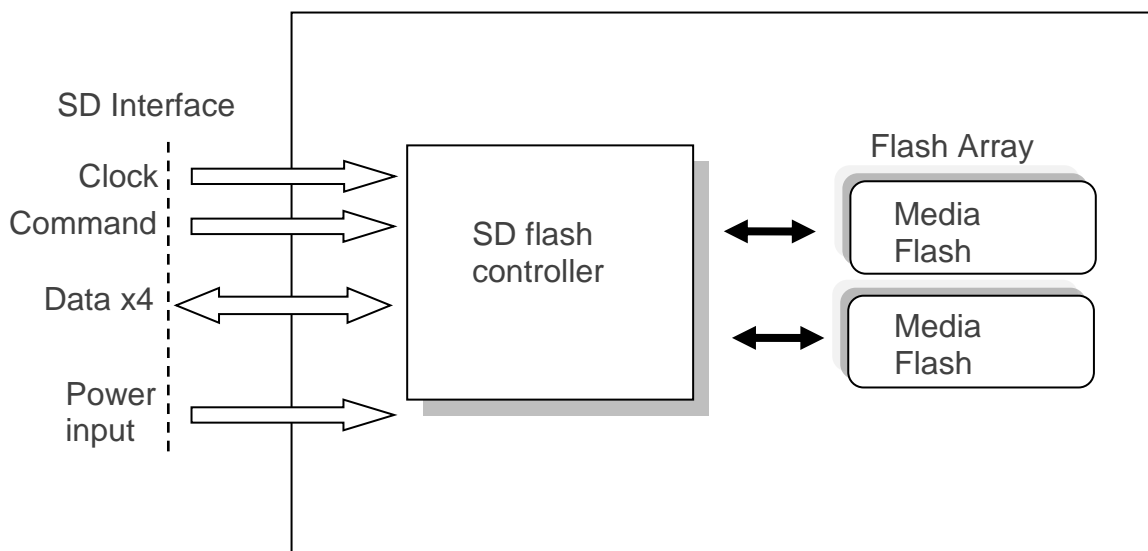 SD Interface
Clock
Command
Data x4
Power
input
SD flash
controller
Flash Array
Media
Flash
Media
Flash